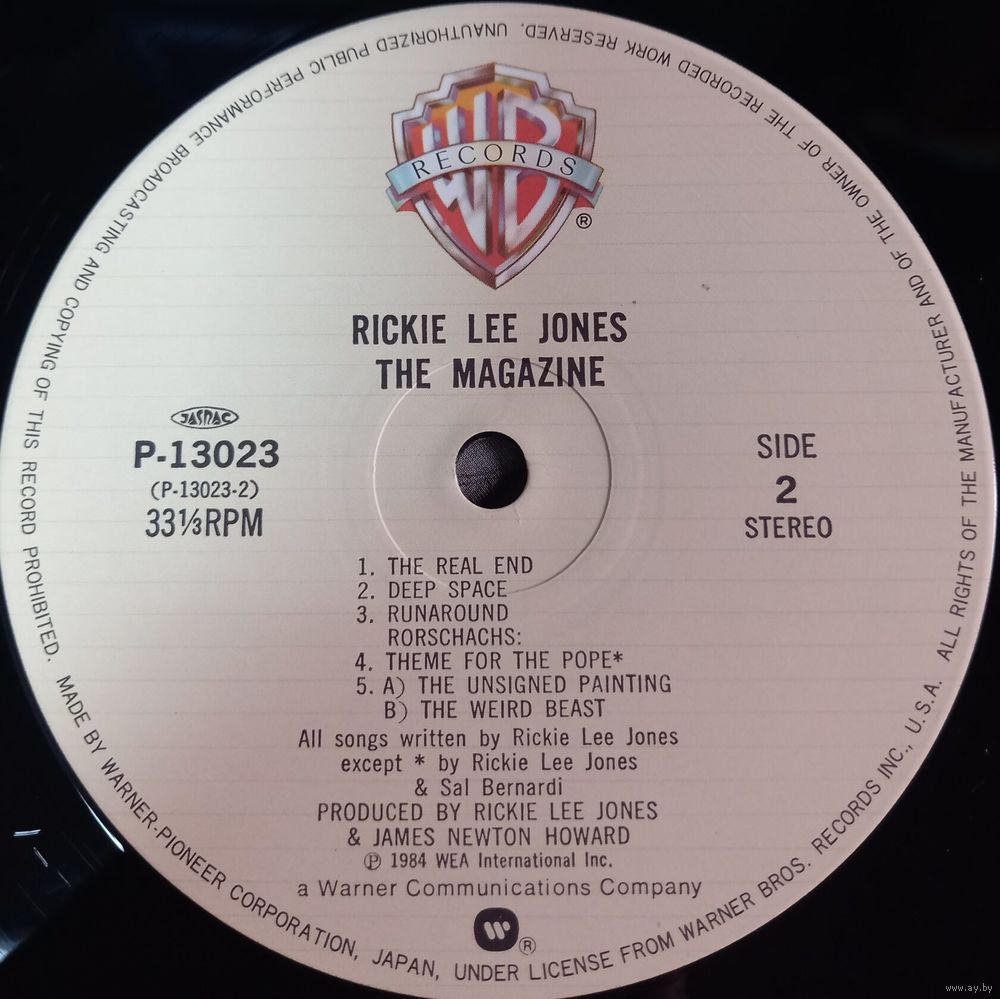 WB
RECORDS
®
RICKIE LEE JONES
THE MAGAZINE
JASRAC
P-13023
(P-13023-2)
33⅓RPM
SIDE
2
STEREO
1. THE REAL END
2. DEEP SPACE
3. RUNAROUND
RORSCHACHS:
4. THEME FOR THE POPE*
5. A) THE UNSIGNED PAINTING
B) THE WEIRD BEAST
All songs written by Rickie Lee Jones
except * by Rickie Lee Jones
& Sal Bernardi
PRODUCED BY RICKIE LEE JONES
& JAMES NEWTON HOWARD
℗ 1984 WEA International Inc.
a Warner Communications Company
®
MADE BY WARNER-PIONEER CORPORATION, JAPAN, UNDER LICENSE FROM WARNER BROS. RECORDS INC., U.S.A. ALL RIGHTS OF THE MANUFACTURER AND OF THE OWNER OF THE RECORDED WORK RESERVED. UNAUTHORIZED PUBLIC PERFORMANCE BROADCASTING AND COPYING OF THIS RECORD PROHIBITED.
www.ay.by